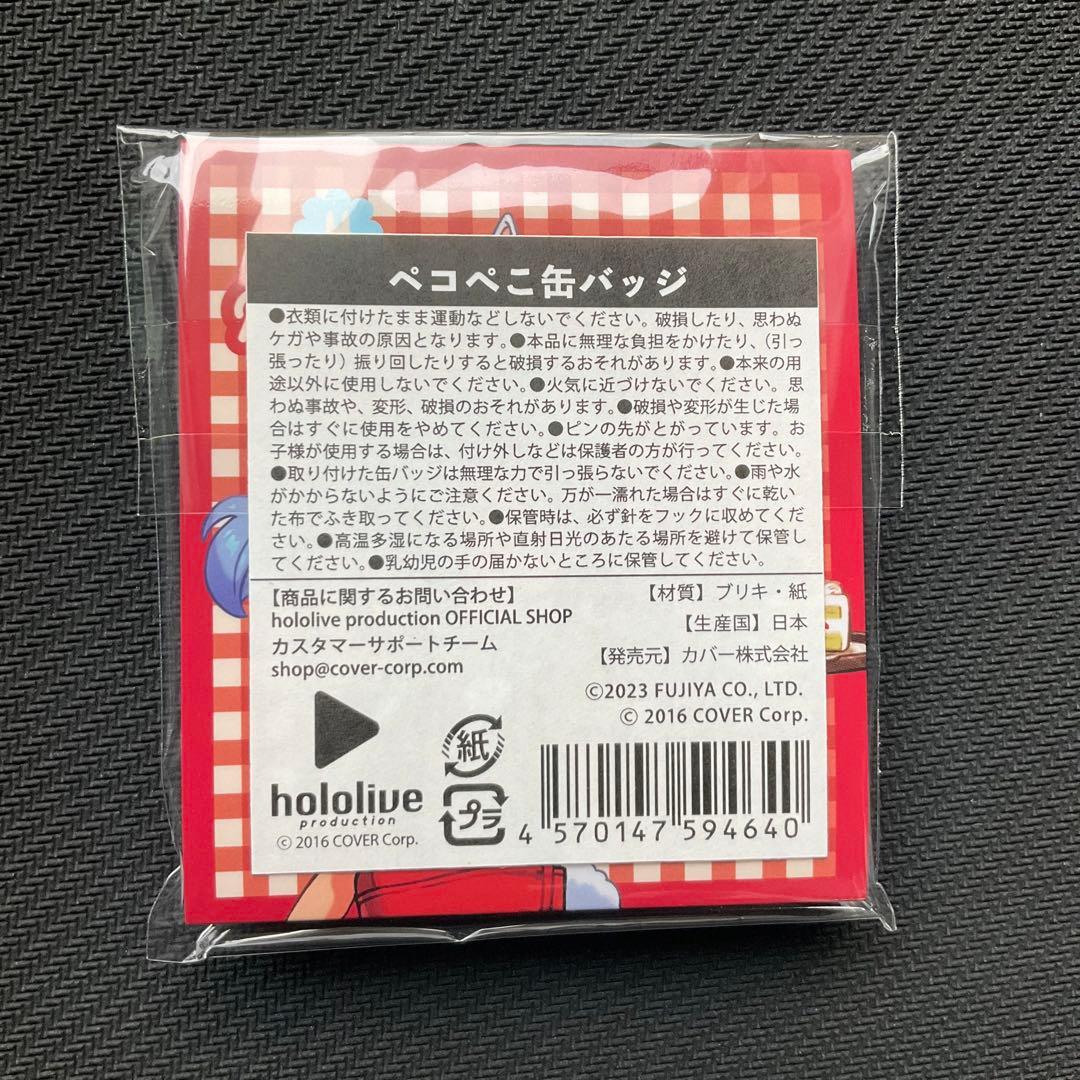 ペコペこ缶バッジ
●衣類に付けたまま運動などしないでください。破損したり、思わぬ
ケガや事故の原因となります。●本品に無理な負担をかけたり、（引っ
張ったり）振り回したりすると破損するおそれがあります。●本来の用
途以外に使用しないでください。●火気に近づけないでください。思
わぬ事故や、変形、破損のおそれがあります。●破損や変形が生じた場
合はすぐに使用をやめてください。●ピンの先がとがっています。お
子様が使用する場合は、付け外しなどは保護者の方が行ってください。
●取り付けた缶バッジは無理な力で引っ張らないでください。●雨や水
がかからないようにご注意ください。万が一濡れた場合はすぐに乾い
た布でふき取ってください。●保管時は、必ず針をフックに収めてくだ
さい。●高温多湿になる場所や直射日光のあたる場所を避けて保管し
てください。●乳幼児の手の届かないところに保管してください。
【商品に関するお問い合わせ】
hololive production OFFICIAL SHOP
カスタマーサポートチーム
shop@cover-corp.com
【材質】ブリキ・紙
【生産国】日本
【発売元】カバー株式会社
©2023 FUJIYA CO., LTD.
© 2016 COVER Corp.
hololive
production
© 2016 COVER Corp.
紙
プラ
4 570147 594640